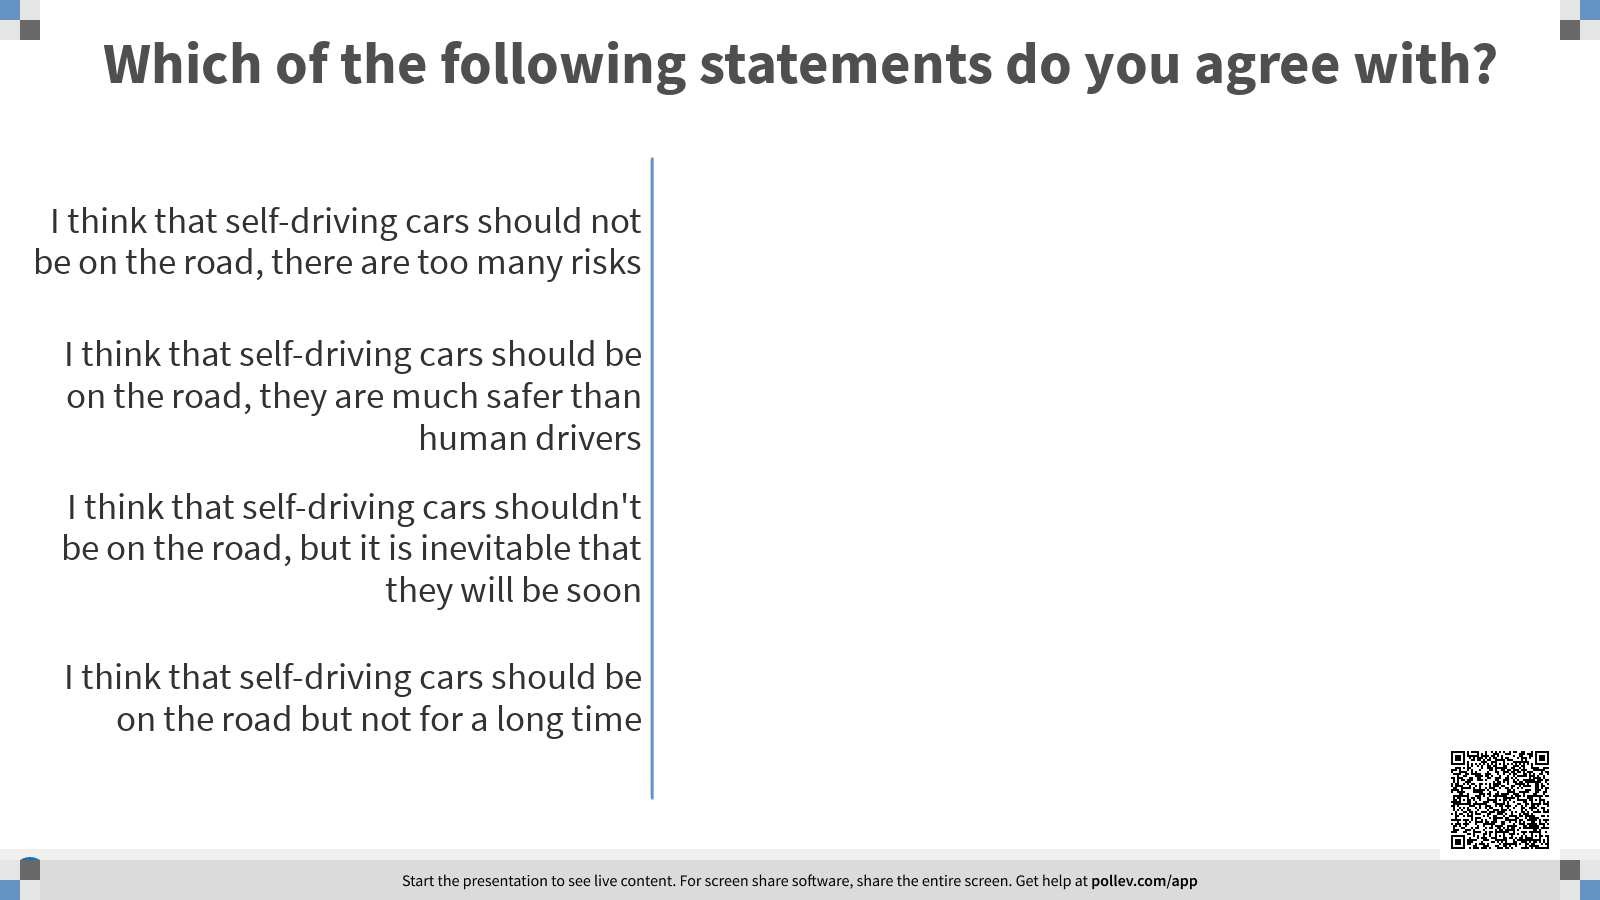 Which of the following statements do you agree with?
I think that self-driving cars should not
be on the road, there are too many risks
I think that self-driving cars should be
on the road, they are much safer than
human drivers
I think that self-driving cars shouldn't
be on the road, but it is inevitable that
they will be soon
I think that self-driving cars should be
on the road but not for a long time
Start the presentation to see live content. For screen share software, share the entire screen. Get help at pollev.com/app